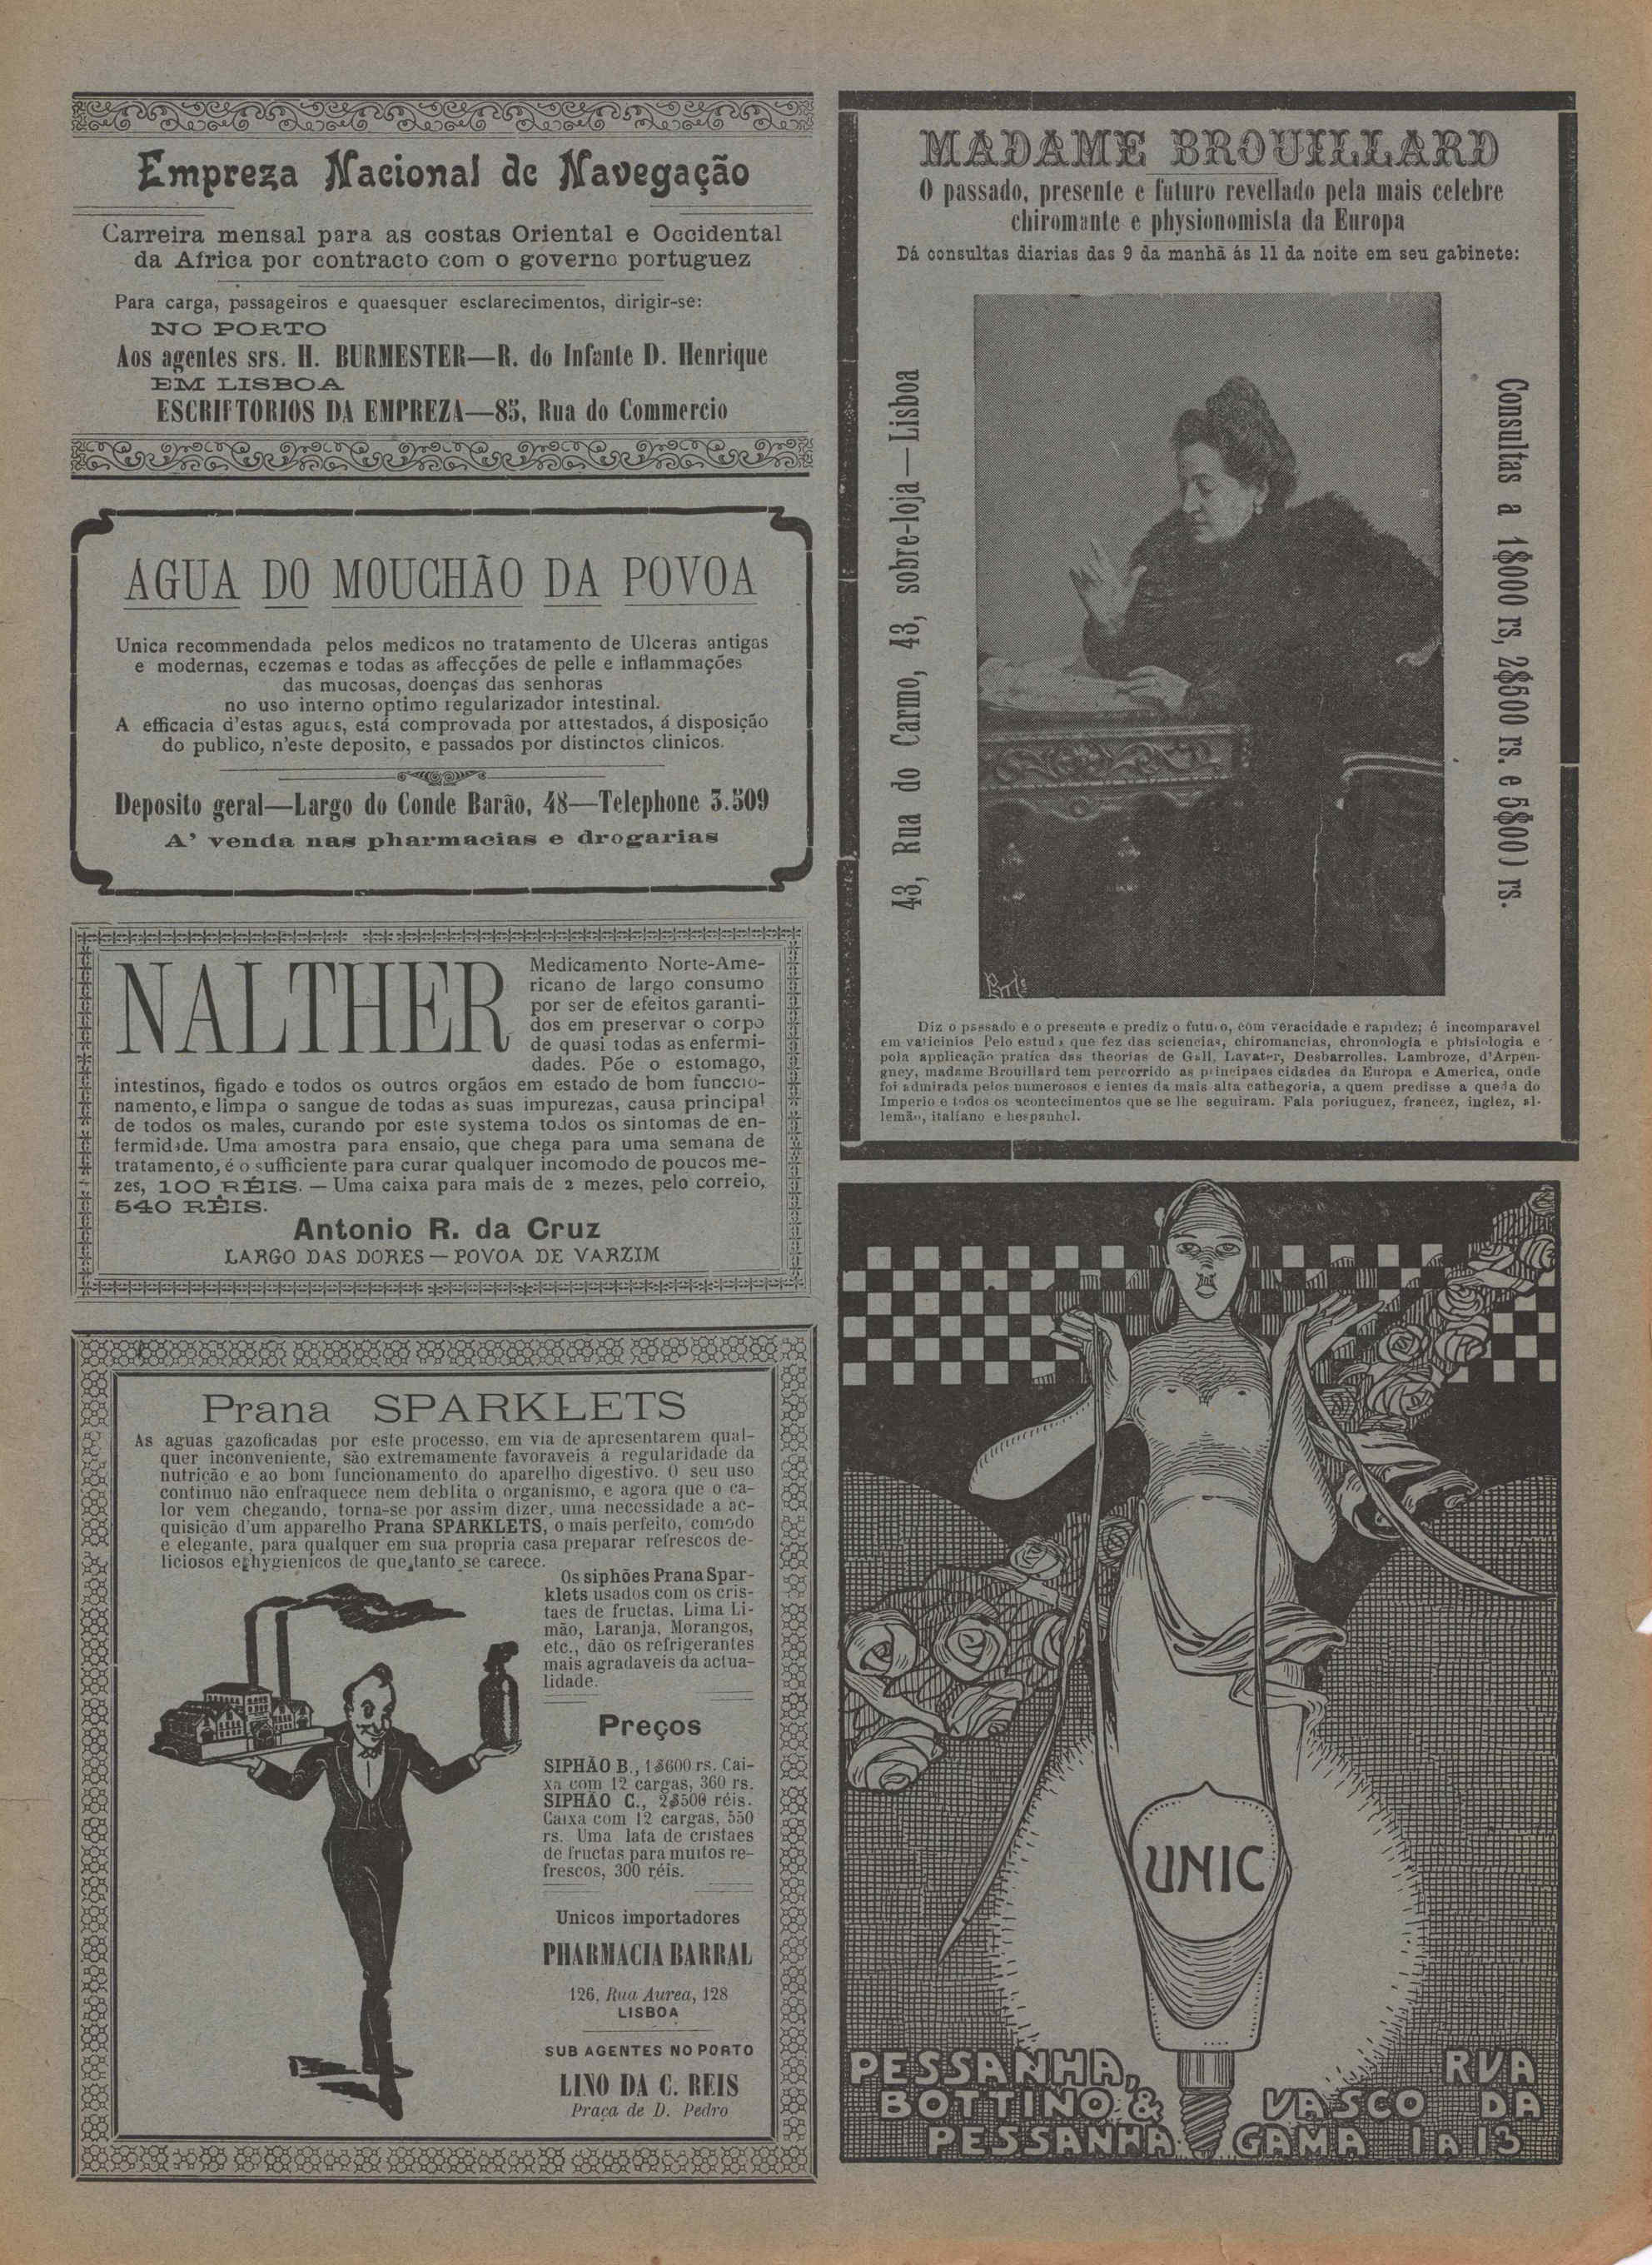 Empreza Nacional de Navegação
Carreira mensal para as costas Oriental e Occidental
da Africa por contracto com o governo portuguez
Para carga, passageiros e quaesquer esclarecimentos, dirigir-se:
NO PORTO
Aos agentes srs. H. BURMESTER—R. do Infante D. Henrique
EM LISBOA
ESCRIPTORIOS DA EMPREZA—85, Rua do Commercio
AGUA DO MOUCHÃO DA POVOA
Unica recommendada pelos medicos no tratamento de Ulceras antigas
e modernas, eczemas e todas as affecções de pelle e inflammações
das mucosas, doenças das senhoras
no uso interno optimo regularizador intestinal.
A efficacia d'estas aguas, está comprovada por attestados, á disposição
do publico, n'este deposito, e passados por distinctos clinicos.
Deposito geral—Largo do Conde Barão, 48—Telephone 3.509
A' venda nas pharmacias e drogarias
NALTHER
Medicamento Norte-Ame-
ricano de largo consumo
por ser de efeitos garanti-
dos em preservar o corpo
de quasi todas as enfermi-
dades. Põe o estomago,
intestinos, figado e todos os outros orgãos em estado de bom funccio-
namento, e limpa o sangue de todas as suas impurezas, causa principal
de todos os males, curando por este systema todos os sintomas de en-
fermidade. Uma amostra para ensaio, que chega para uma semana de
tratamento, é o sufficiente para curar qualquer incomodo de poucos me-
zes, 100 RÉIS. — Uma caixa para mais de 2 mezes, pelo correio,
540 RÉIS.
Antonio R. da Cruz
LARGO DAS DORES — POVOA DE VARZIM
Prana SPARKLETS
As aguas gazoficadas por este processo, em via de apresentarem qual-
quer inconveniente, são extremamente favoraveis á regularidade da
nutrição e ao bom funcionamento do aparelho digestivo. O seu uso
continuo não enfraquece nem deblita o organismo, e agora que o ca-
lor vem chegando, torna-se por assim dizer, uma necessidade a ac-
quisição d'um apparelho Prana SPARKLETS, o mais perfeito, comodo
e elegante, para qualquer em sua propria casa preparar refrescos de-
liciosos e hygienicos de que tanto se carece.
Os siphões Prana Spar-
klets usados com os cris-
taes de fructas, Lima Li-
mão, Laranja, Morangos,
etc., dão os refrigerantes
mais agradaveis da actua-
lidade.
Preços
SIPHÃO B., 1$600 rs. Cai-
xa com 12 cargas, 360 rs.
SIPHÃO C., 2$500 réis.
Caixa com 12 cargas, 550
rs. Uma lata de cristaes
de fructas para muitos re-
frescos, 300 réis.
Unicos importadores
PHARMACIA BARRAL
126, Rua Aurea, 128
LISBOA
SUB AGENTES NO PORTO
LINO DA C. REIS
Praça de D. Pedro
MADAME BROUILLARD
O passado, presente e futuro revellado pela mais celebre
chiromante e physionomista da Europa
Dá consultas diarias das 9 da manhã ás 11 da noite em seu gabinete:
43, Rua do Carmo, 43, sobre-loja—Lisboa
Consultas a 1$000 rs, 2$500 rs. e 5$000 rs.
Diz o passado e o presente e prediz o futuro, com veracidade e rapidez; é incomparavel
em vaticinios Pelo estudo que fez das sciencias, chiromancias, chronologia e phisiologia e
pola applicação pratica das theorias de Gall, Lavater, Desbarrolles, Lambroze, d'Arpen-
gney, madame Brouillard tem percorrido as principaes cidades da Europa e America, onde
foi admirada pelos numerosos clientes da mais alta cathegoria, a quem predisse a queda do
Imperio e todos os acontecimentos que se lhe seguiram. Fala portuguez, francez, inglez, al-
lemão, italiano e hespanhol.
UNIC
PESSANHA,
BOTTINO &
PESSANHA
RVA
VASCO DA
GAMA 1 A 13